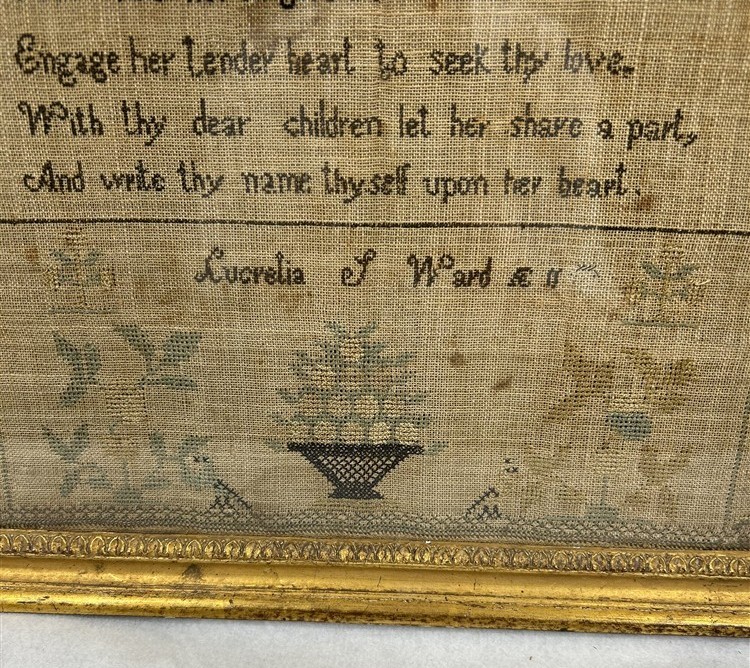 Engage her tender heart to seek thy love.
With thy dear children let her share a part,
And write thy name thyself upon her heart.
Lucretia S Ward Æ 11